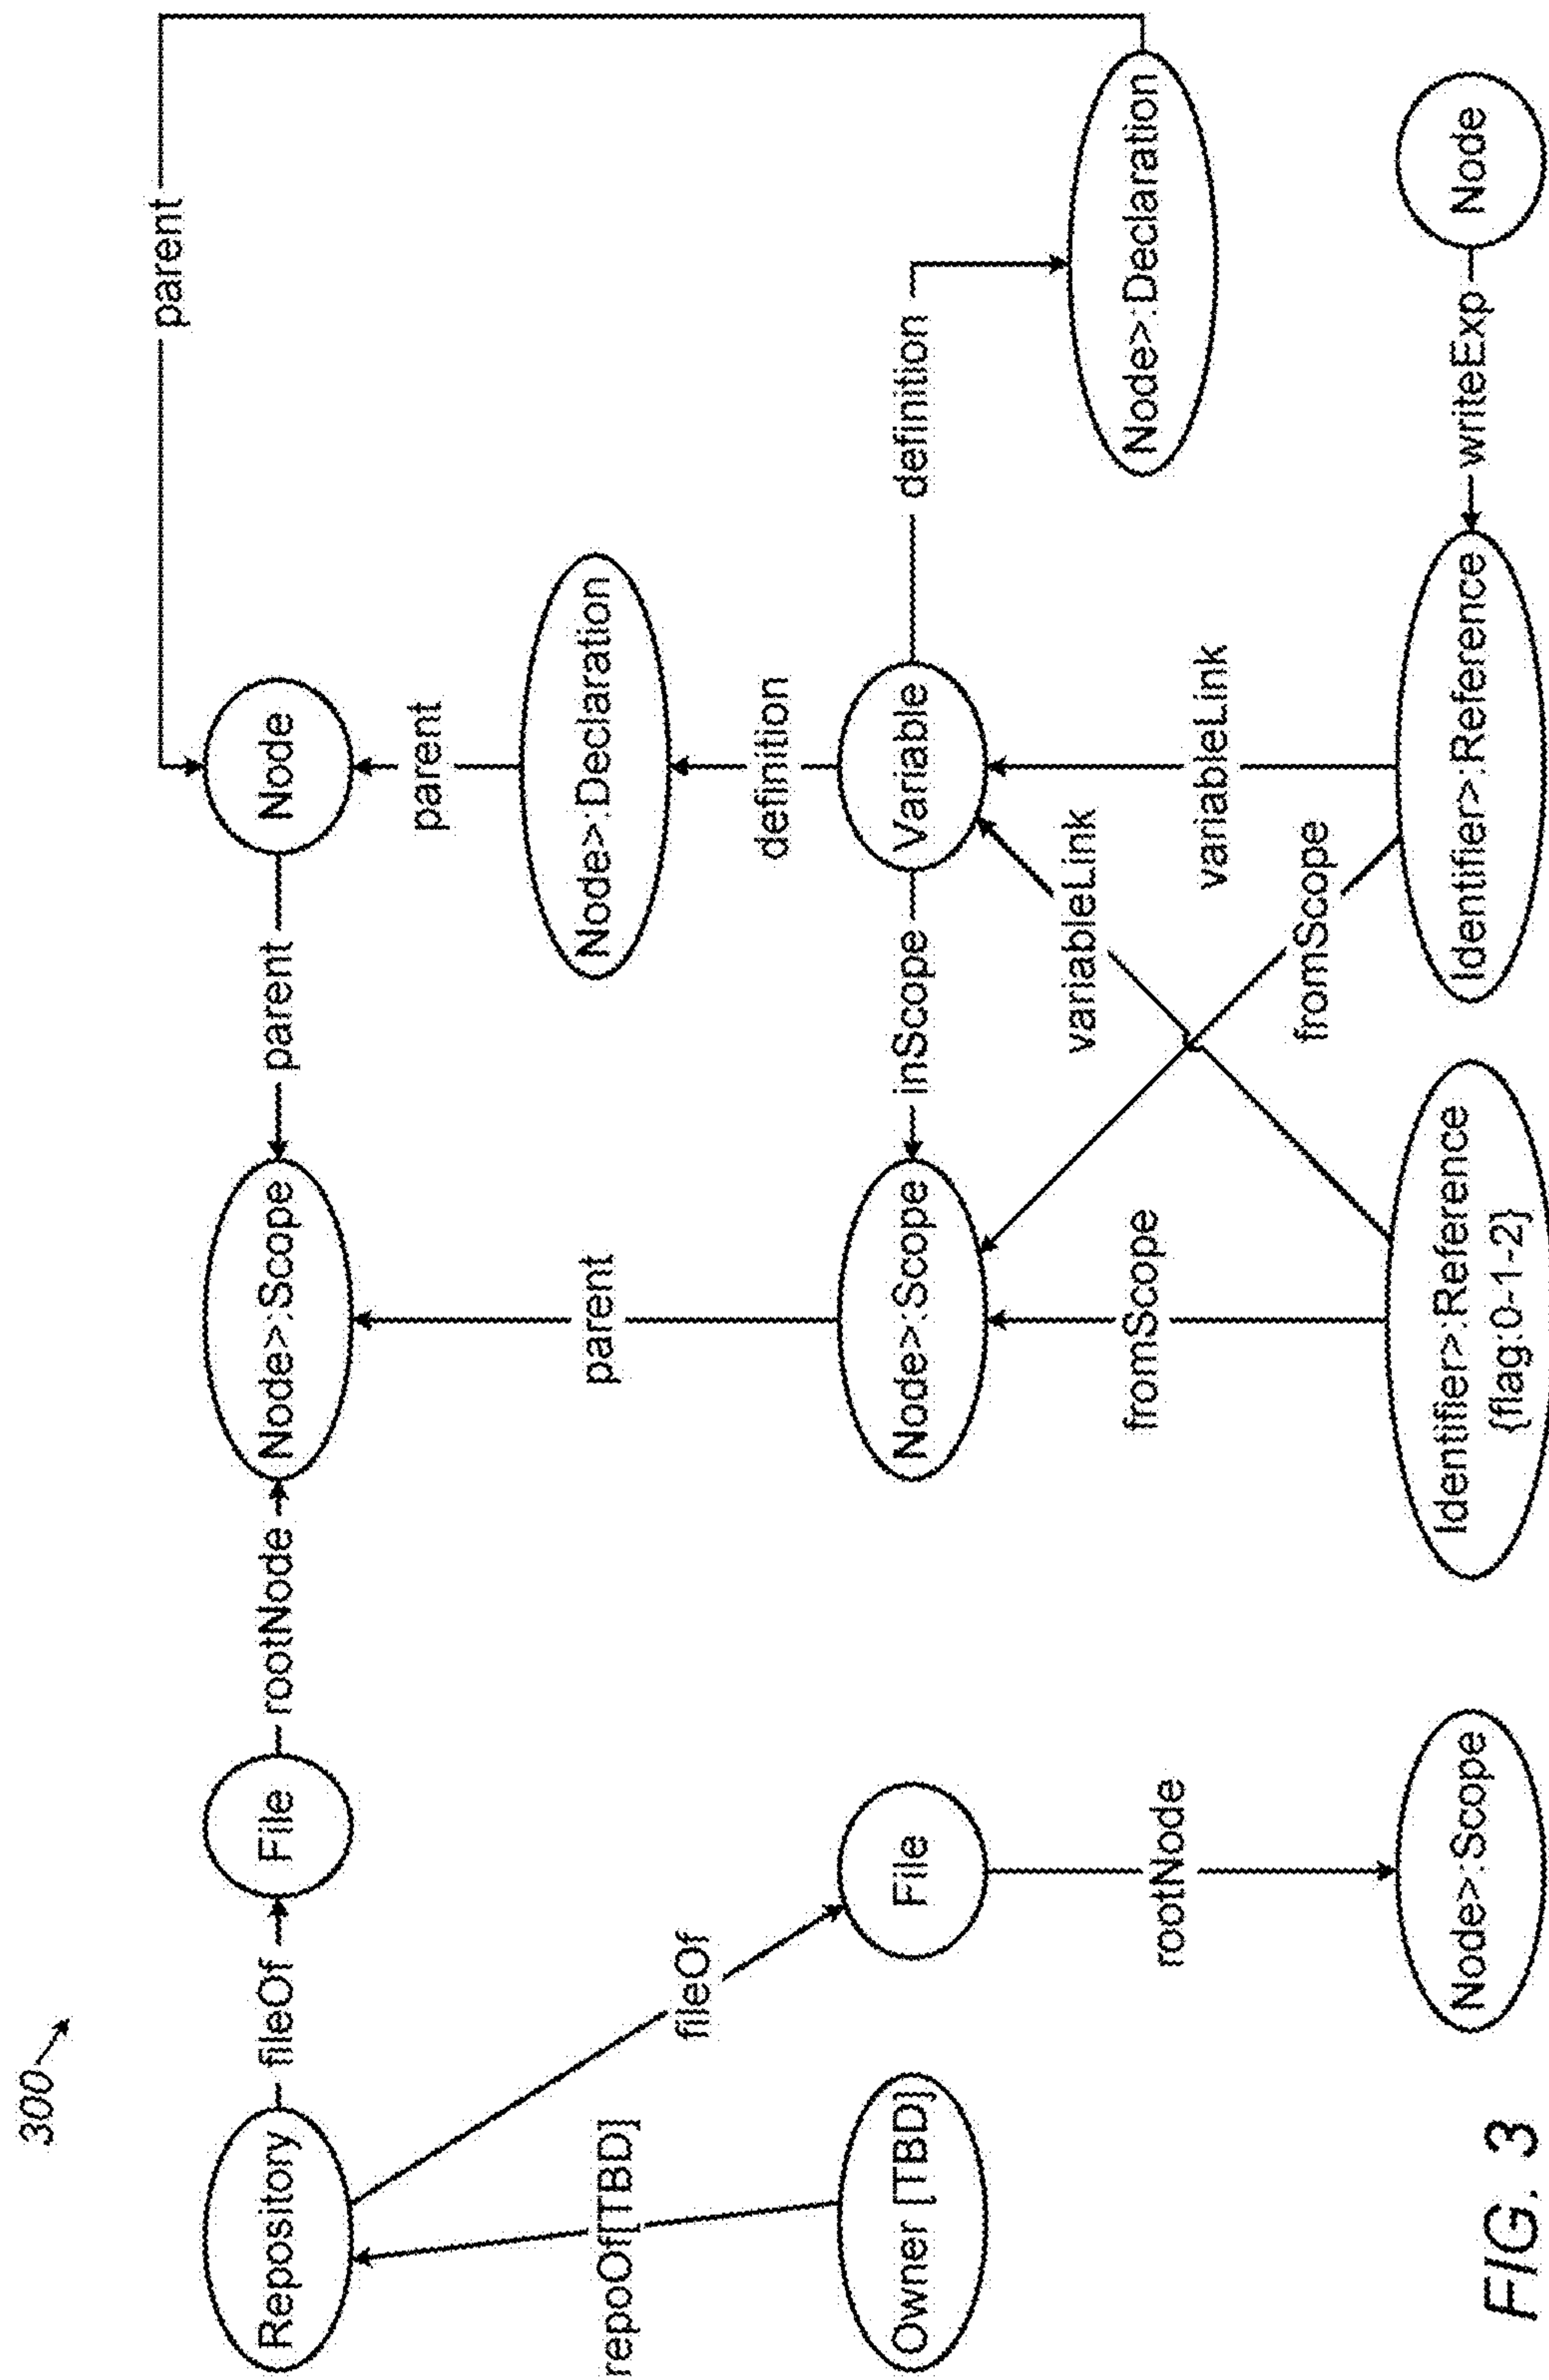 300
parent
Repository
fileOf
File
rootNode
Node>:Scope
parent
Node
parent
repoOf[TBD]
parent
Node>:Declaration
fileOf
definition
Owner [TBD]
File
Node>:Scope
inScope
Variable
definition
variableLink
rootNode
fromScope
Node>:Declaration
variableLink
fromScope
Node>:Scope
Identifier>:Reference
{flag:0-1-2}
Identifier>:Reference
writeExp
Node
FIG. 3